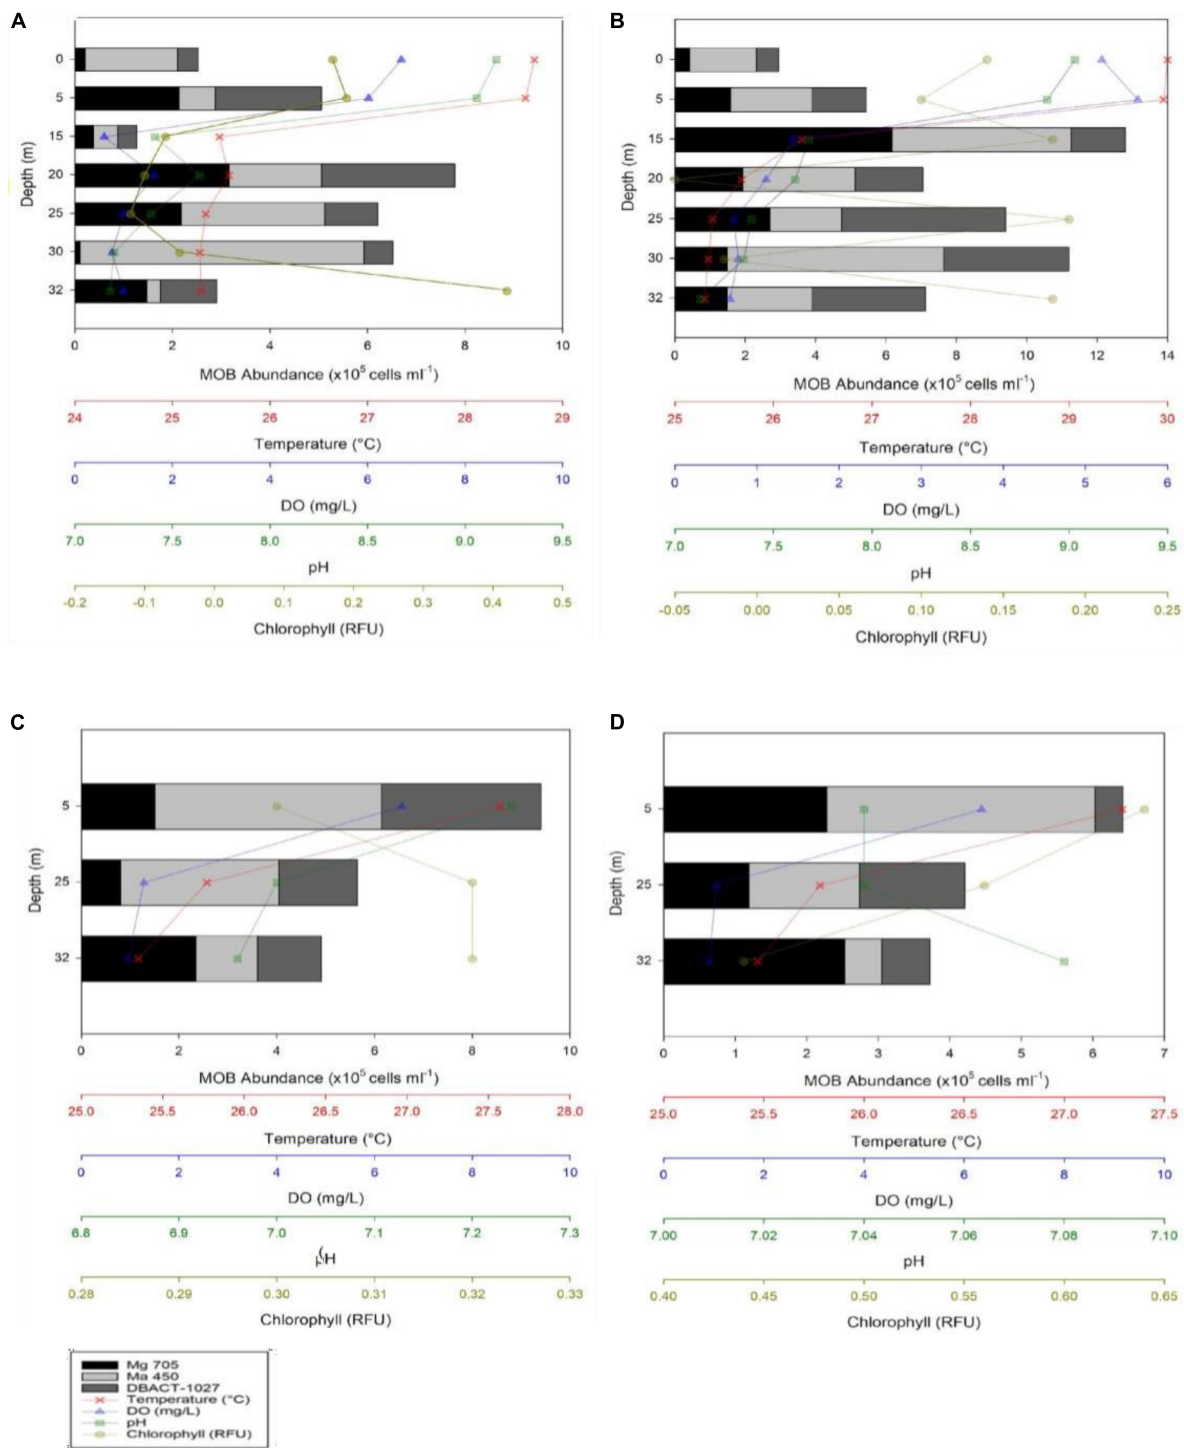 A
0
5
15
20
25
30
32
Depth (m)
0 2 4 6 8 10
MOB Abundance (x10⁵ cells ml⁻¹)
24 25 26 27 28 29
Temperature (°C)
0 2 4 6 8 10
DO (mg/L)
7.0 7.5 8.0 8.5 9.0 9.5
pH
-0.2 -0.1 0.0 0.1 0.2 0.3 0.4 0.5
Chlorophyll (RFU)
B
0
5
15
20
25
30
32
Depth (m)
0 2 4 6 8 10 12 14
MOB Abundance (x10⁵ cells ml⁻¹)
25 26 27 28 29 30
Temperature (°C)
0 1 2 3 4 5 6
DO (mg/L)
7.0 7.5 8.0 8.5 9.0 9.5
pH
-0.05 0.00 0.05 0.10 0.15 0.20 0.25
Chlorophyll (RFU)
C
5
25
32
Depth (m)
0 2 4 6 8 10
MOB Abundance (x10⁵ cells ml⁻¹)
25.0 25.5 26.0 26.5 27.0 27.5 28.0
Temperature (°C)
0 2 4 6 8 10
DO (mg/L)
6.8 6.9 7.0 7.1 7.2 7.3
pH
0.28 0.29 0.30 0.31 0.32 0.33
Chlorophyll (RFU)
D
5
25
32
Depth (m)
0 1 2 3 4 5 6 7
MOB Abundance (x10⁵ cells ml⁻¹)
25.0 25.5 26.0 26.5 27.0 27.5
Temperature (°C)
0 2 4 6 8 10
DO (mg/L)
7.00 7.02 7.04 7.06 7.08 7.10
pH
0.40 0.45 0.50 0.55 0.60 0.65
Chlorophyll (RFU)
Mg 705
Ma 450
DBACT-1027
Temperature (°C)
DO (mg/L)
pH
Chlorophyll (RFU)